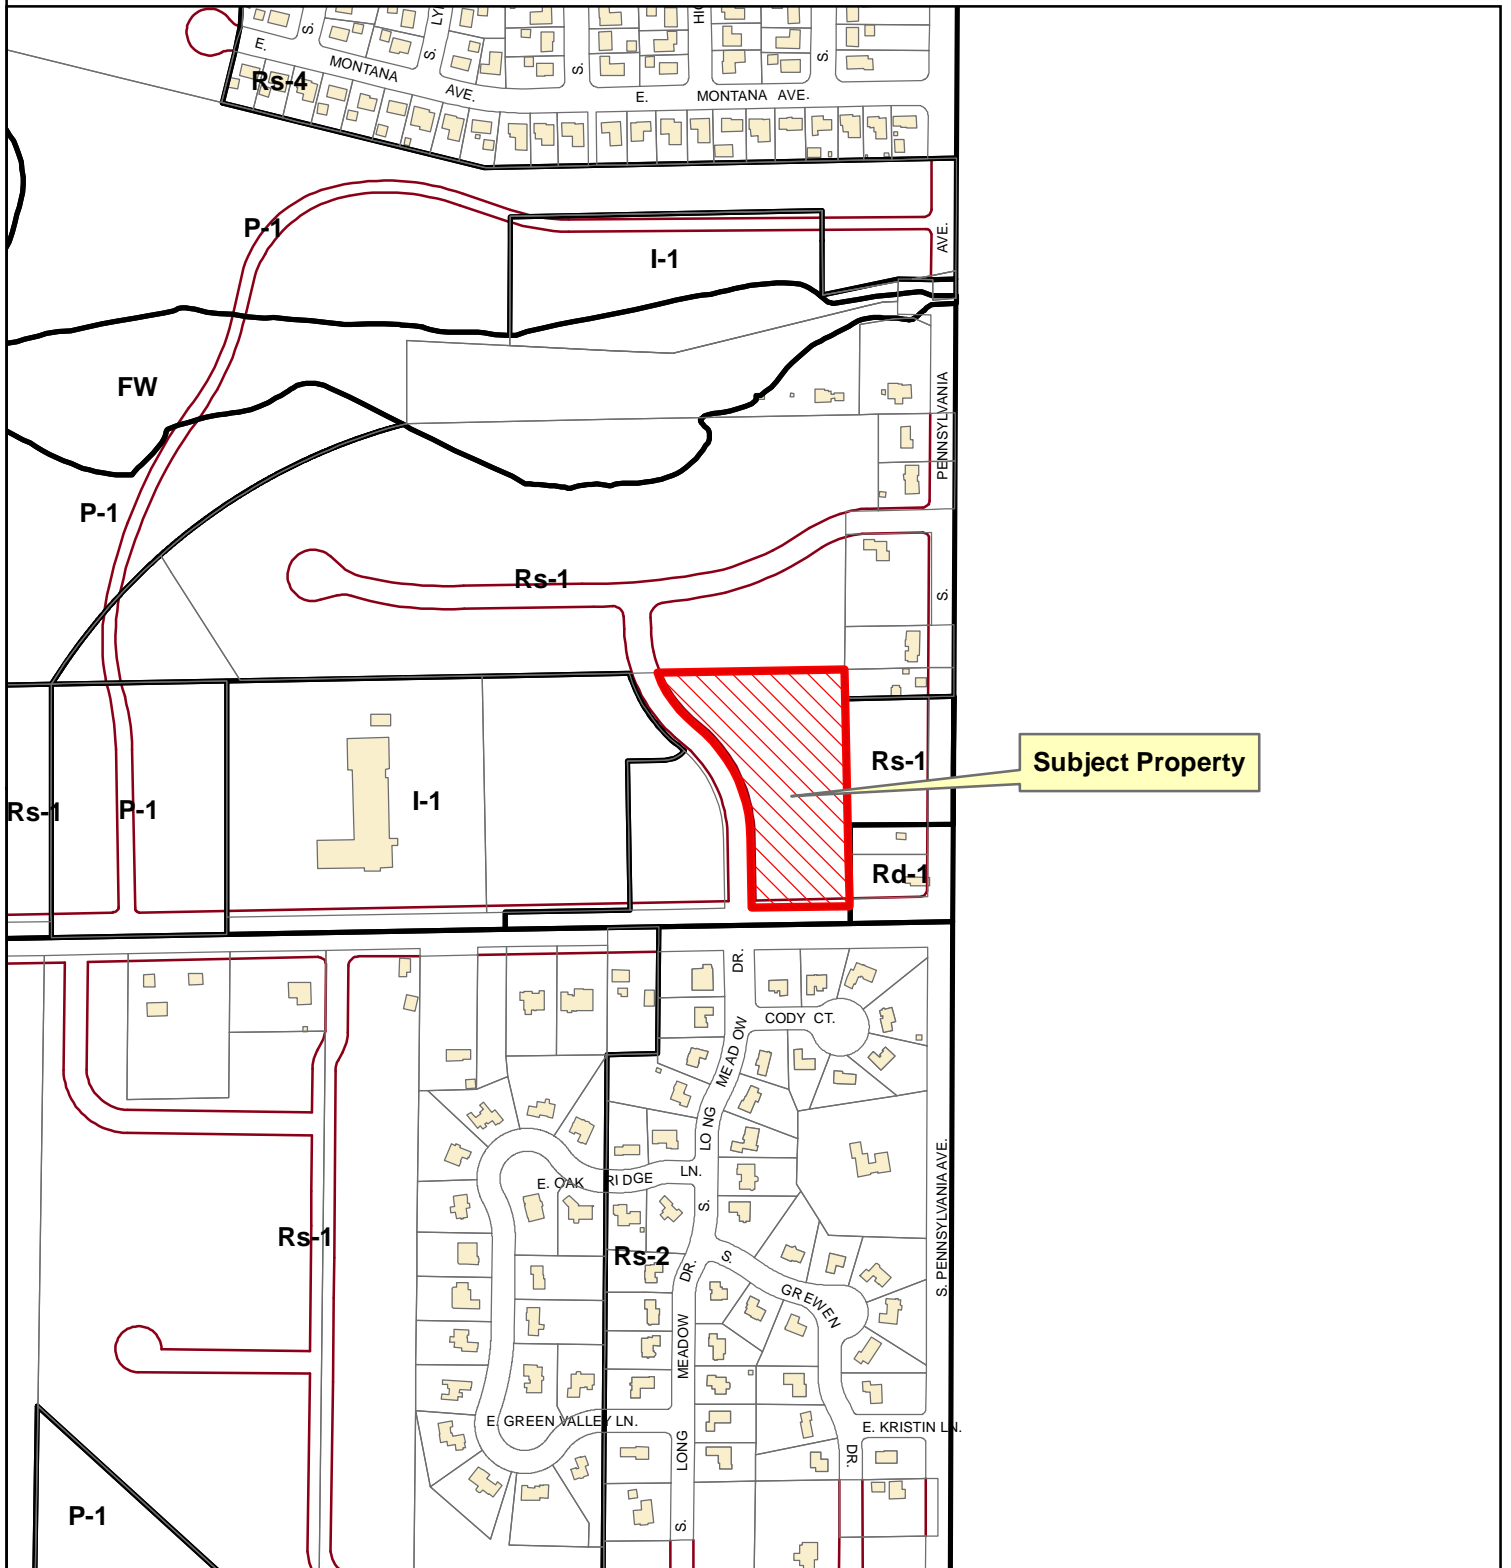 S.
LY
HI
E.
S.
S.
S.
MONTANA
Rs-4
AVE.
E. MONTANA AVE.
P-1
AVE.
I-1
FW
PENNSYLVANIA
P-1
Rs-1
S.
Rs-1
Subject Property
Rs-1
P-1
I-1
Rd-1
DR.
CODY CT.
MEADOW
LONG
E. OAK RIDGE LN.
S.
S. PENNSYLVANIA AVE.
Rs-1
Rs-2
DR.
S.
GREWEN
MEADOW
E. GREEN VALLEY LN.
E. KRISTIN LN.
LONG
DR.
P-1
S.